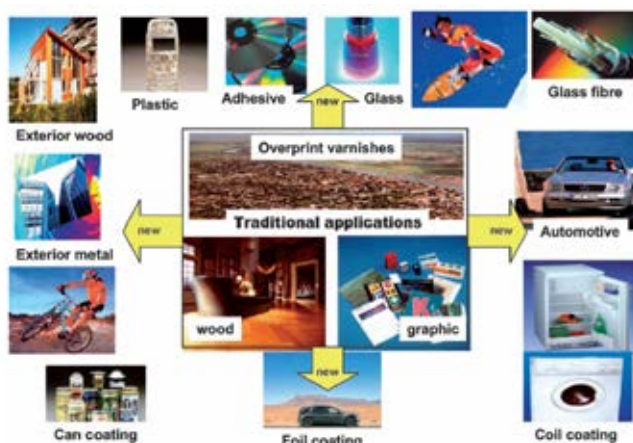 Plastic
Adhesive
new
Glass
Glass fibre
Exterior wood
Overprint varnishes
Traditional applications
new
new
Exterior metal
Automotive
wood
graphic
new
Can coating
Foil coating
Coil coating